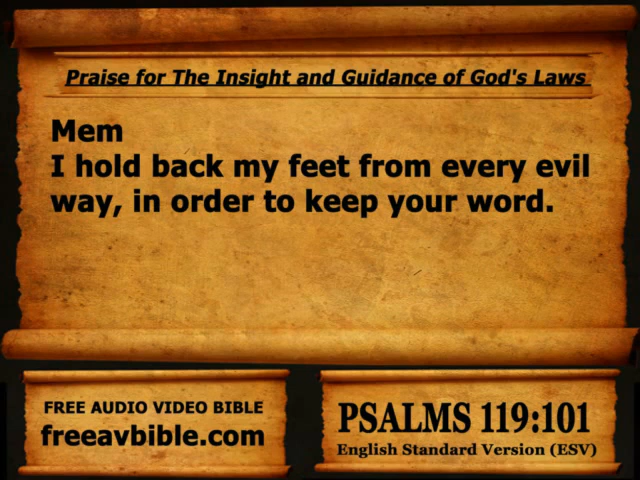 Praise for The Insight and Guidance of God's Laws
Mem
I hold back my feet from every evil
way, in order to keep your word.
FREE AUDIO VIDEO BIBLE
freeavbible.com
PSALMS 119:101
English Standard Version (ESV)